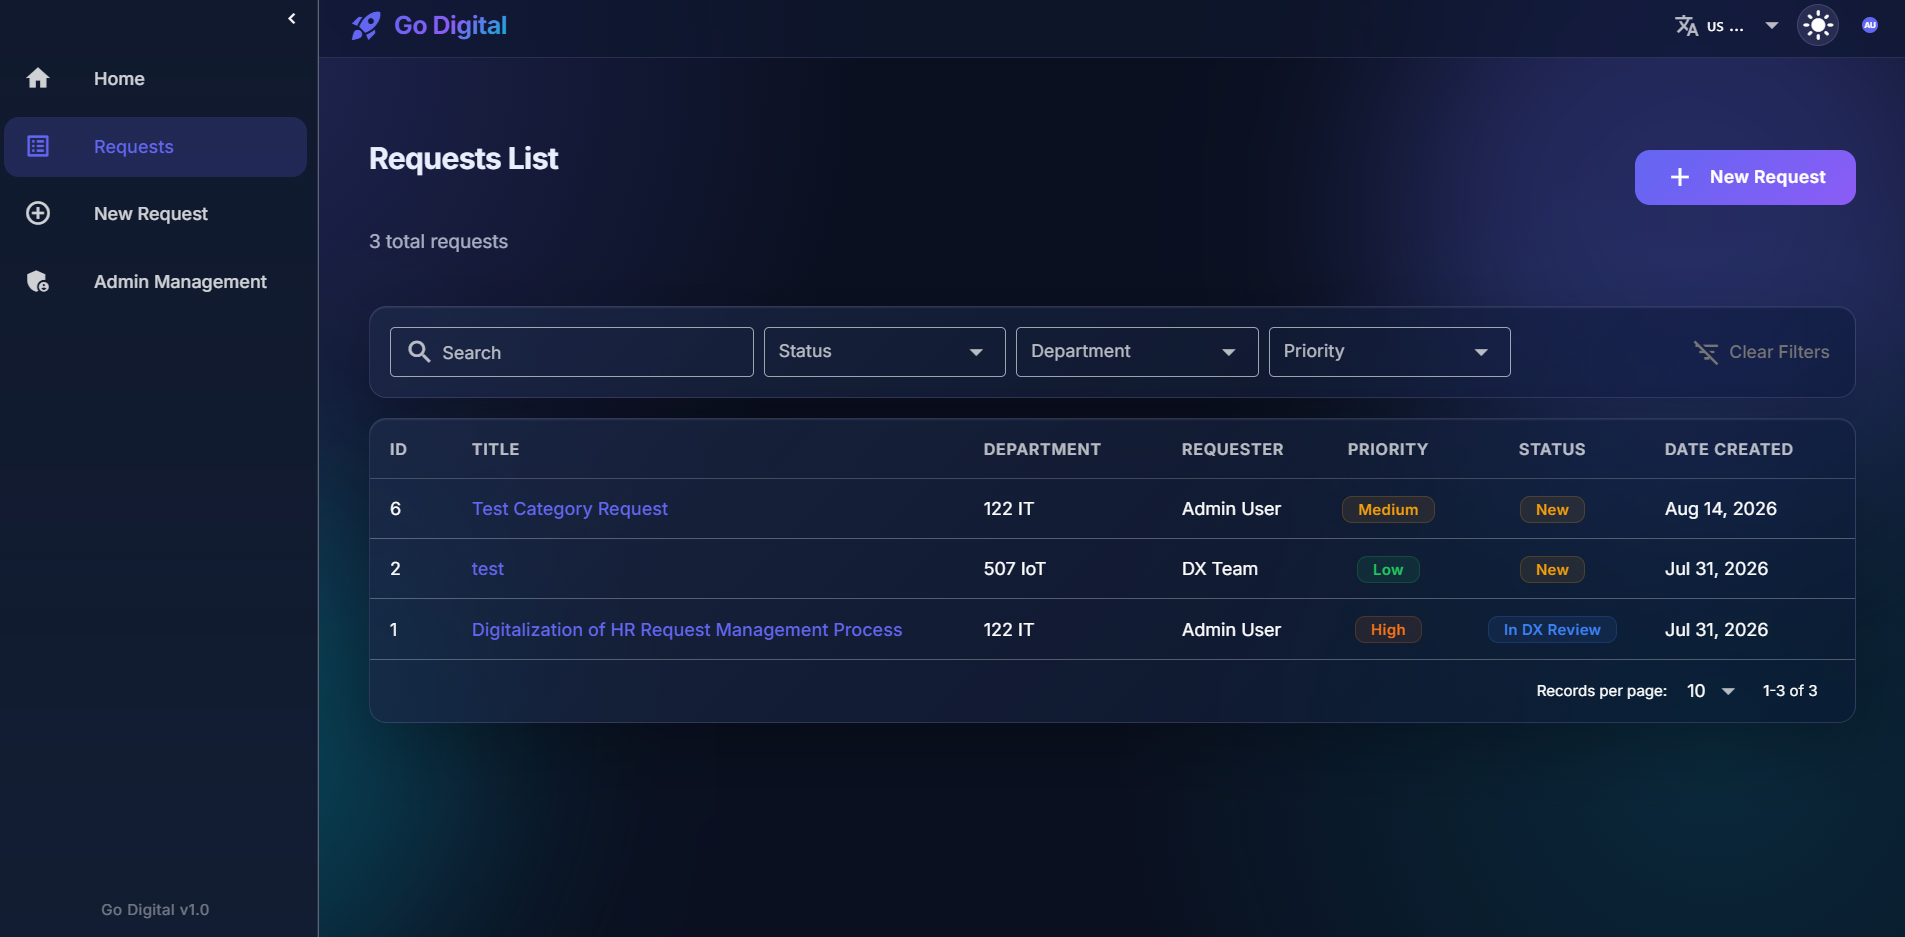 Go Digital
US ...
AU
Home
Requests
New Request
Admin Management
Requests List
New Request
3 total requests
Search
Status
Department
Priority
Clear Filters
ID TITLE DEPARTMENT REQUESTER PRIORITY STATUS DATE CREATED
6 Test Category Request 122 IT Admin User Medium New Aug 14, 2026
2 test 507 IoT DX Team Low New Jul 31, 2026
1 Digitalization of HR Request Management Process 122 IT Admin User High In DX Review Jul 31, 2026
Records per page: 10 1-3 of 3
Go Digital v1.0